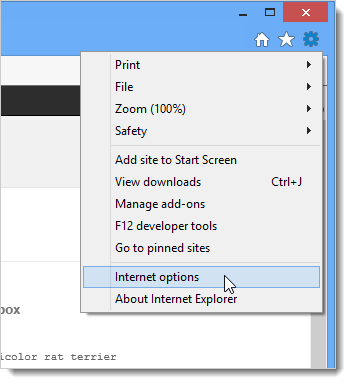 Print
File
Zoom (100%)
Safety
Add site to Start Screen
View downloads Ctrl+J
Manage add-ons
F12 developer tools
Go to pinned sites
Internet options
About Internet Explorer
box
icolor rat terrier